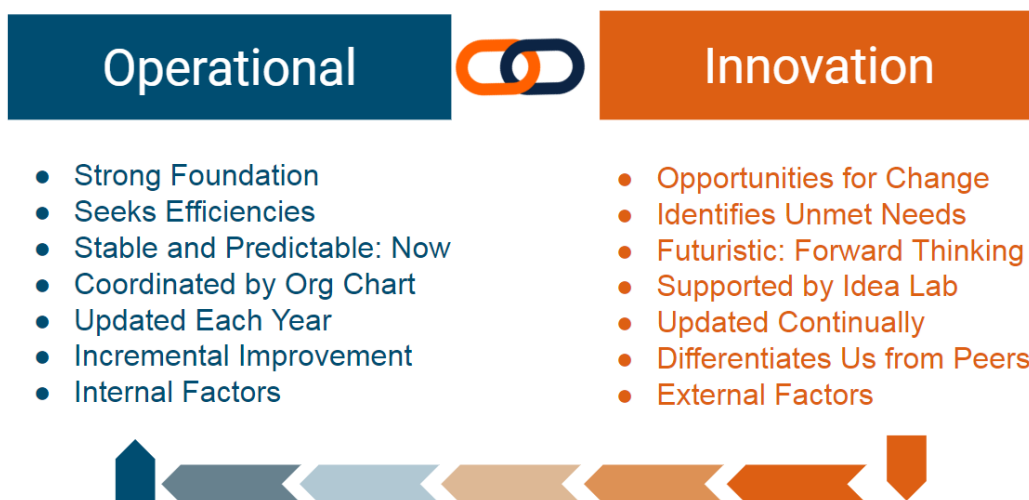 Operational
Innovation
● Strong Foundation
● Seeks Efficiencies
● Stable and Predictable: Now
● Coordinated by Org Chart
● Updated Each Year
● Incremental Improvement
● Internal Factors
● Opportunities for Change
● Identifies Unmet Needs
● Futuristic: Forward Thinking
● Supported by Idea Lab
● Updated Continually
● Differentiates Us from Peers
● External Factors